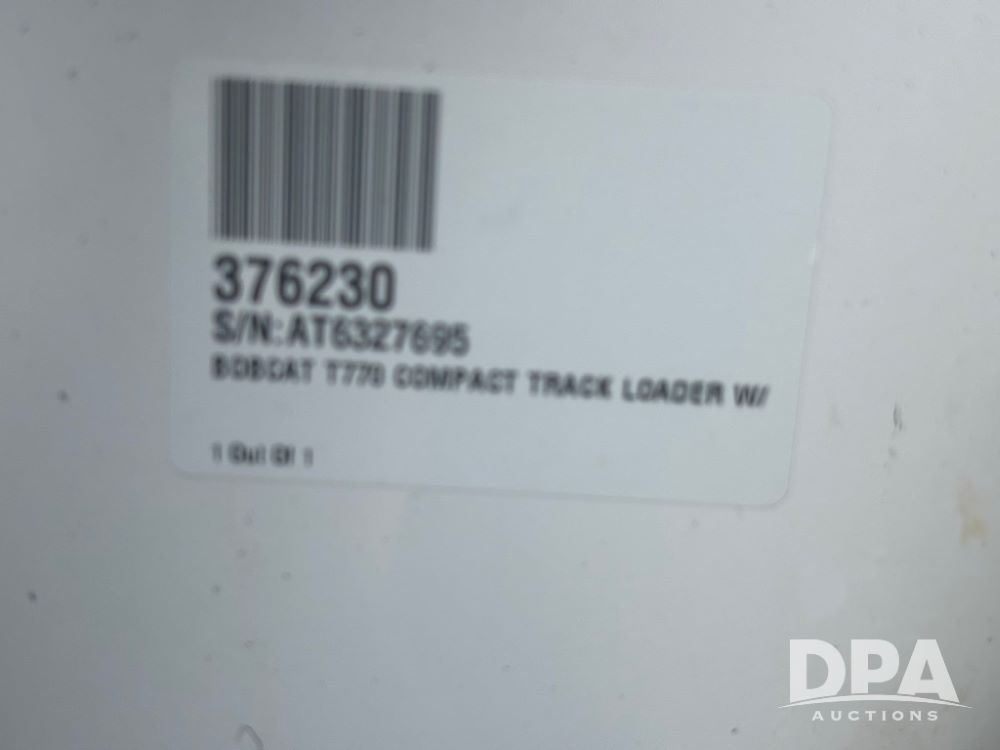 376230
S/N:AT6327695
BOBCAT T770 COMPACT TRACK LOADER W/
1 Out Of 1
DPA
AUCTIONS